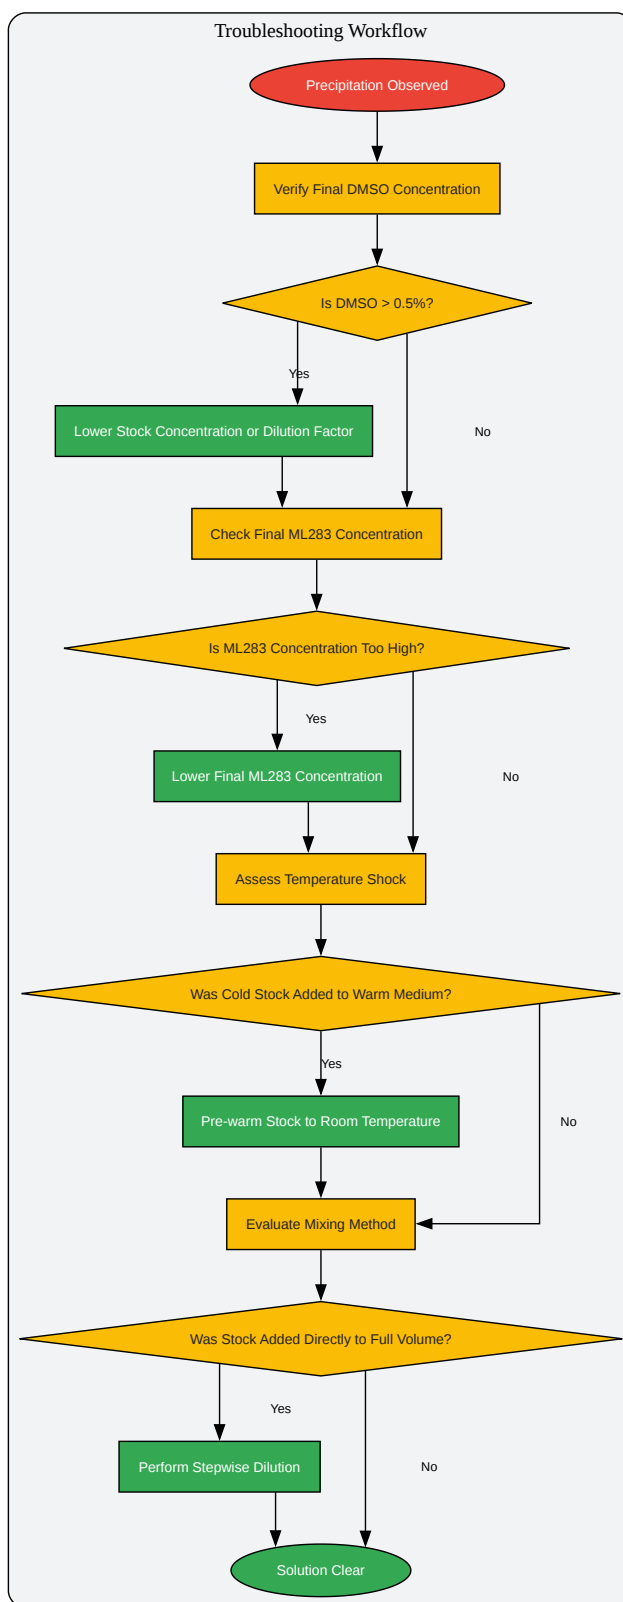 Troubleshooting Workflow
Precipitation Observed
Verify Final DMSO Concentration
Is DMSO > 0.5%?
Yes
Lower Stock Concentration or Dilution Factor
No
Check Final ML283 Concentration
Is ML283 Concentration Too High?
Yes
Lower Final ML283 Concentration
No
Assess Temperature Shock
Was Cold Stock Added to Warm Medium?
Yes
Pre-warm Stock to Room Temperature
No
Evaluate Mixing Method
Was Stock Added Directly to Full Volume?
Yes
Perform Stepwise Dilution
No
Solution Clear